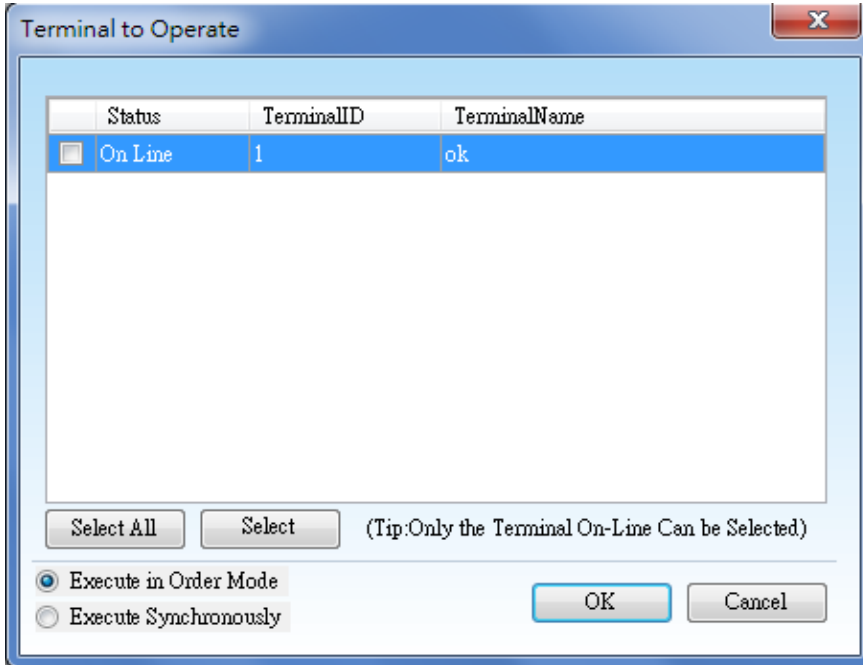 Terminal to Operate
Status TerminalID TerminalName
On Line 1 ok
Select All Select (Tip:Only the Terminal On-Line Can be Selected)
Execute in Order Mode
OK Cancel
Execute Synchronously